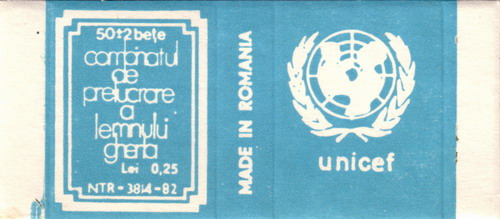 50±2 bețe
combinatul
de
prelucrare
a
lemnului
gherla
Lei 0,25
NTR - 3814 - 82
MADE IN ROMANIA
unicef